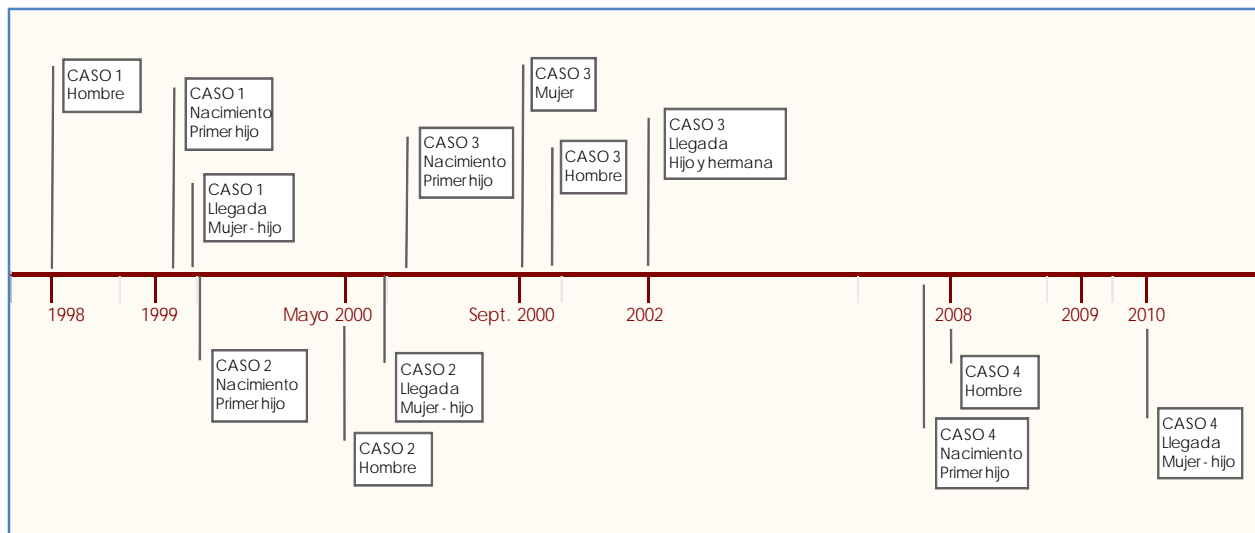 CASO 1
Hombre
CASO 1
Nacimiento
Primer hijo
CASO 1
Llegada
Mujer - hijo
CASO 3
Nacimiento
Primer hijo
CASO 3
Mujer
CASO 3
Hombre
CASO 3
Llegada
Hijo y hermana
1998
1999
Mayo 2000
Sept. 2000
2002
2008
2009
2010
CASO 2
Nacimiento
Primer hijo
CASO 2
Hombre
CASO 2
Llegada
Mujer - hijo
CASO 4
Hombre
CASO 4
Nacimiento
Primer hijo
CASO 4
Llegada
Mujer - hijo